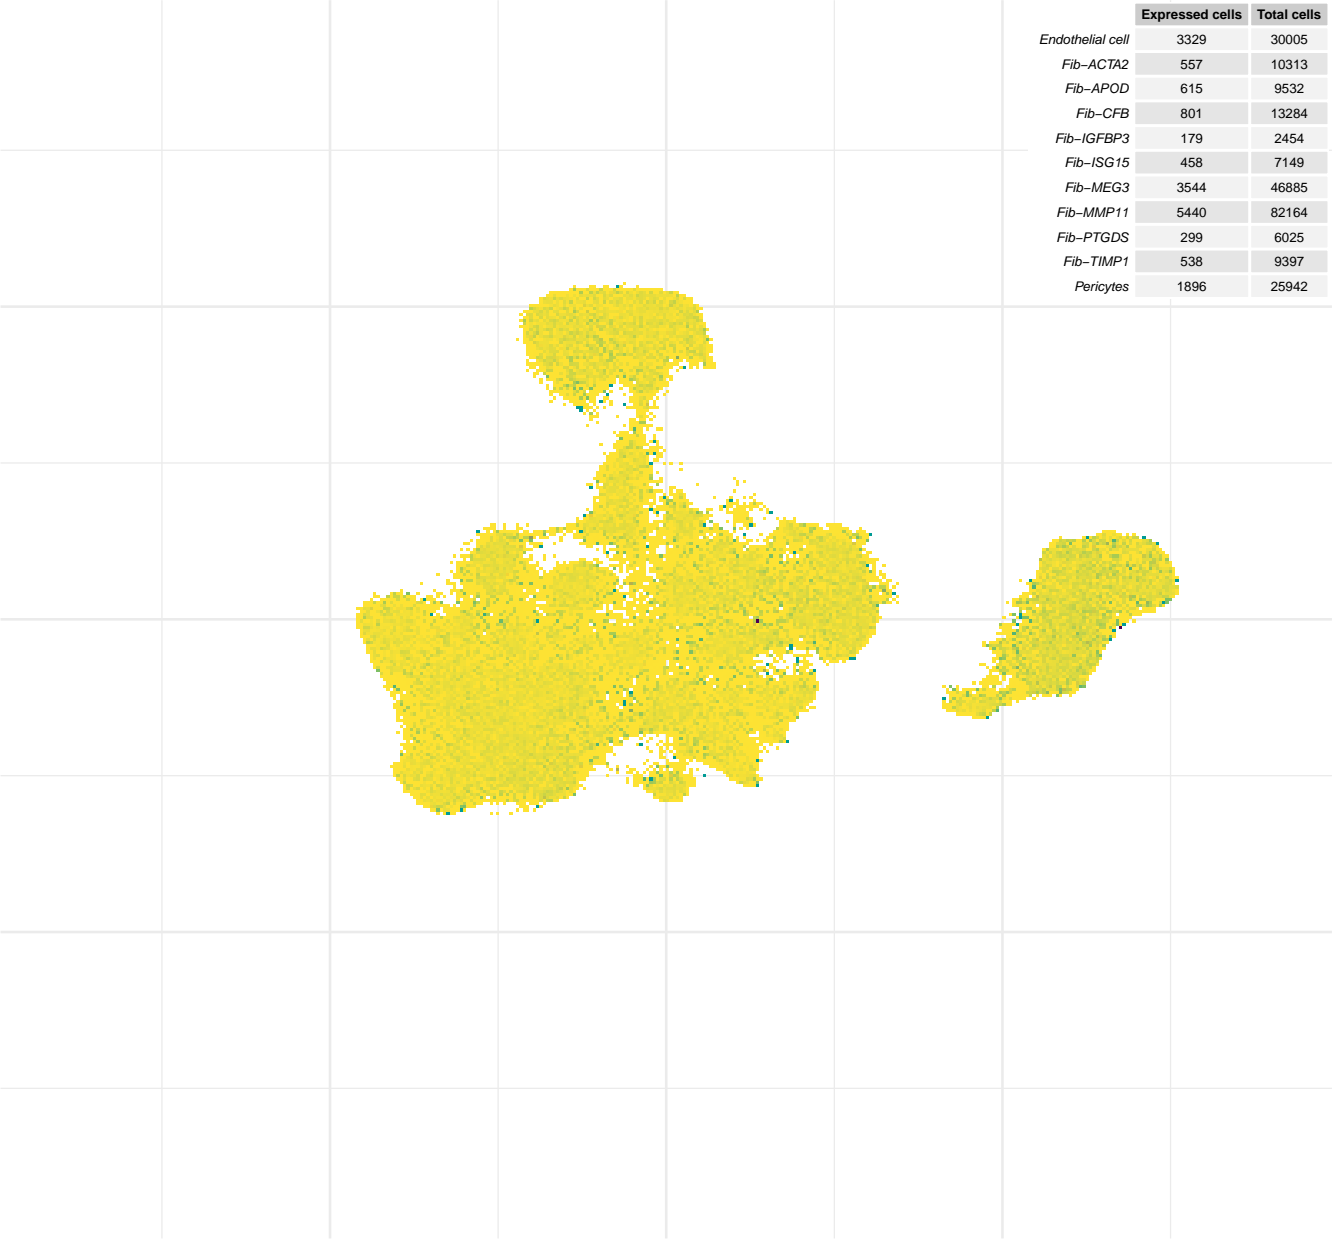 Expressed cells Total cells
Endothelial cell 3329 30005
Fib−ACTA2 557 10313
Fib−APOD 615 9532
Fib−CFB 801 13284
Fib−IGFBP3 179 2454
Fib−ISG15 458 7149
Fib−MEG3 3544 46885
Fib−MMP11 5440 82164
Fib−PTGDS 299 6025
Fib−TIMP1 538 9397
Pericytes 1896 25942